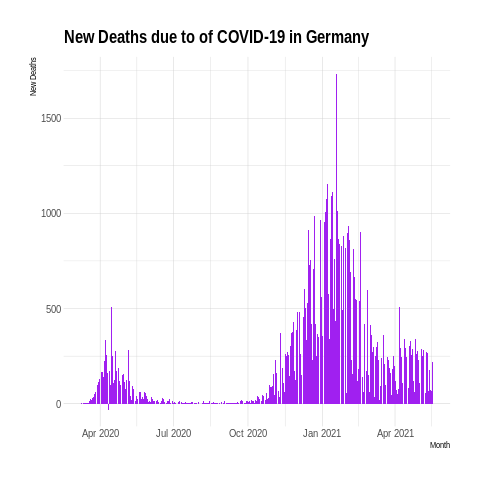 New Deaths due to of COVID-19 in Germany
New Deaths
1500
1000
500
0
Apr 2020 Jul 2020 Oct 2020 Jan 2021 Apr 2021
Month